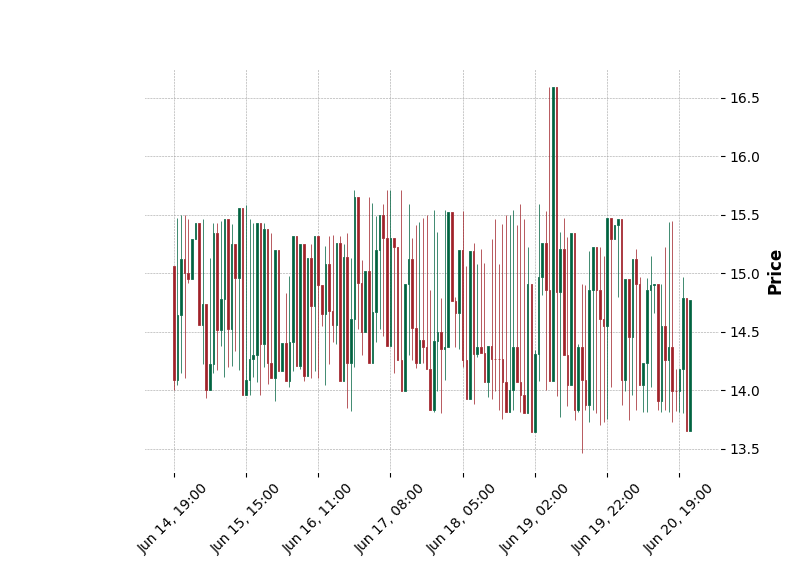 16.5
16.0
15.5
15.0
14.5
14.0
13.5
Price
Jun 14, 19:00
Jun 15, 15:00
Jun 16, 11:00
Jun 17, 08:00
Jun 18, 05:00
Jun 19, 02:00
Jun 19, 22:00
Jun 20, 19:00